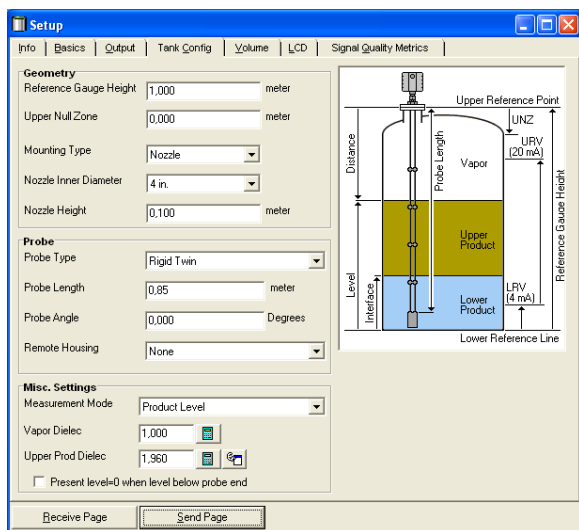 Setup
Info Basics Output Tank Config Volume LCD Signal Quality Metrics
Geometry
Reference Gauge Height 1,000 meter
Upper Null Zone 0,000 meter
Mounting Type Nozzle
Nozzle Inner Diameter 4 in.
Nozzle Height 0,100 meter
Probe
Probe Type Rigid Twin
Probe Length 0,85 meter
Probe Angle 0,000 Degrees
Remote Housing None
Misc. Settings
Measurement Mode Product Level
Vapor Dielec 1,000
Upper Prod Dielec 1,960
Present level=0 when level below probe end
Receive Page Send Page
Upper Reference Point
UNZ
URV
(20 mA)
Distance
Probe Length
Vapor
Reference Gauge Height
Upper
Product
Level
Interface
Lower
Product
LRV
(4 mA)
Lower Reference Line